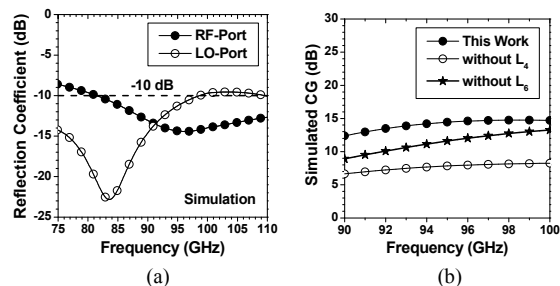 Reflection Coefficient (dB)
0
-5
-10
-15
-20
-25
RF-Port
LO-Port
-10 dB
Simulation
75 80 85 90 95 100 105 110
Frequency (GHz)
(a)
Simulated CG (dB)
30
25
20
15
10
5
0
This Work
without L4
without L6
90 92 94 96 98 100
Frequency (GHz)
(b)